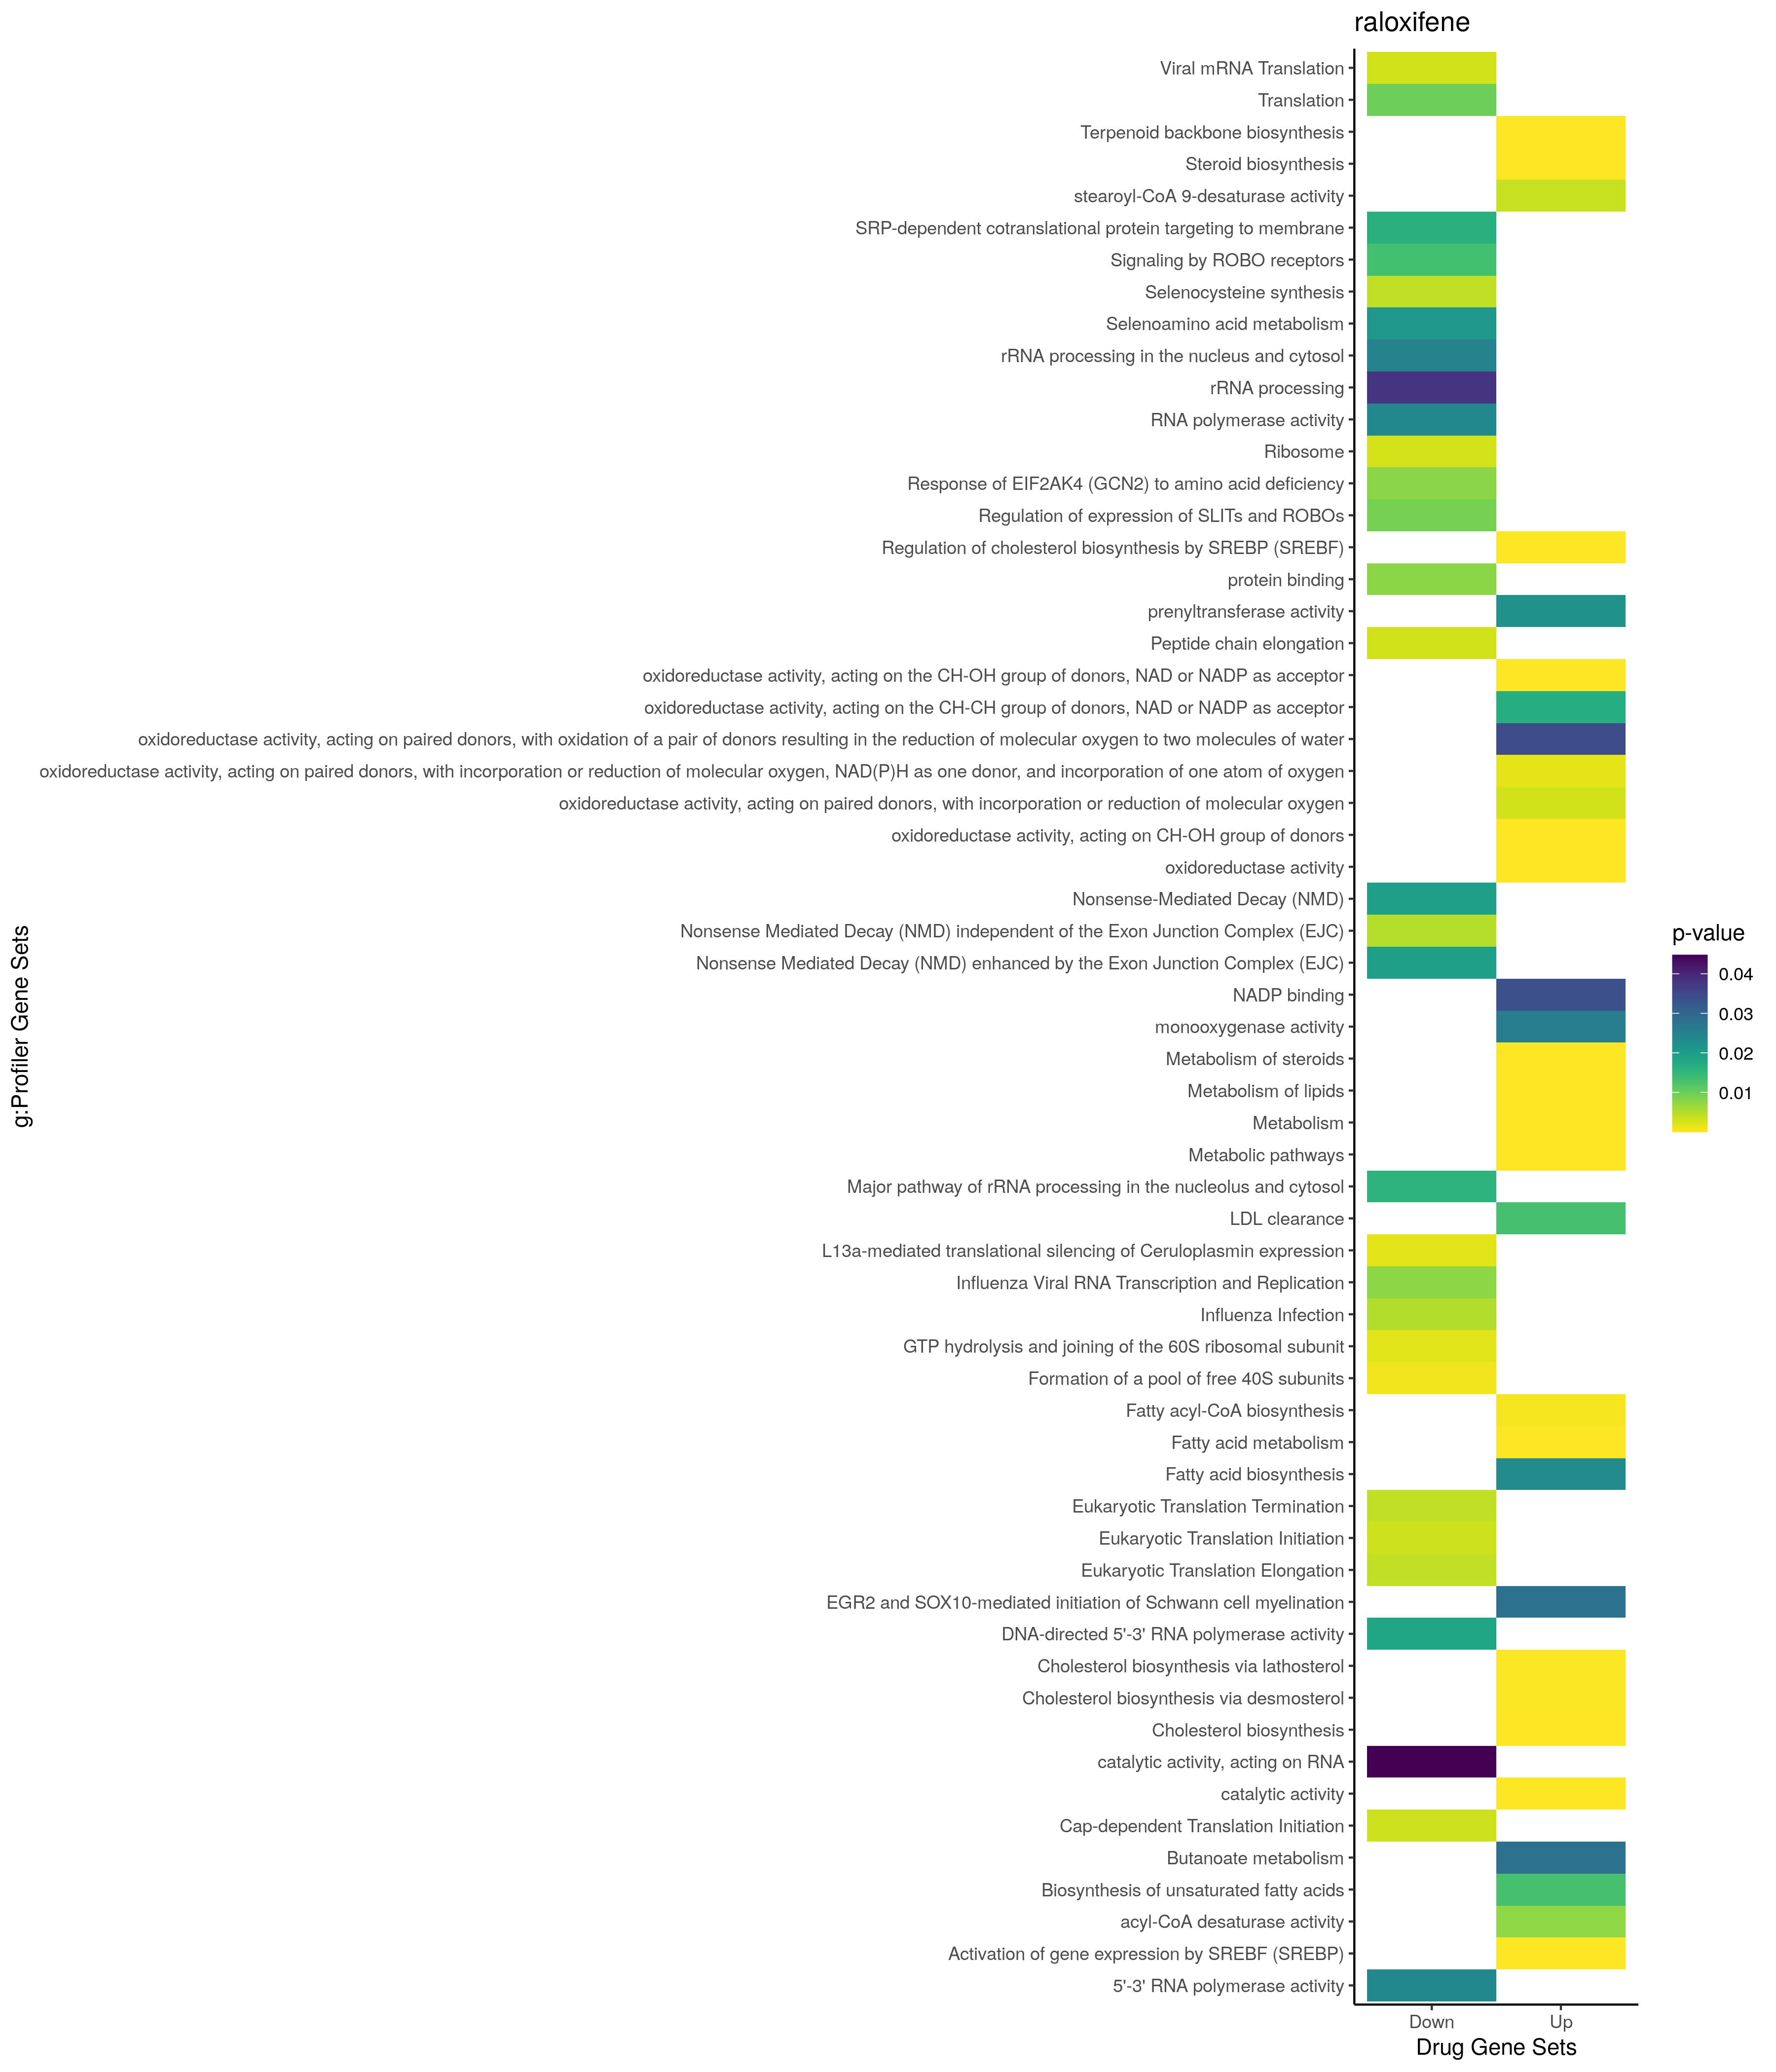 raloxifene
Viral mRNA Translation
Translation
Terpenoid backbone biosynthesis
Steroid biosynthesis
stearoyl-CoA 9-desaturase activity
SRP-dependent cotranslational protein targeting to membrane
Signaling by ROBO receptors
Selenocysteine synthesis
Selenoamino acid metabolism
rRNA processing in the nucleus and cytosol
rRNA processing
RNA polymerase activity
Ribosome
Response of EIF2AK4 (GCN2) to amino acid deficiency
Regulation of expression of SLITs and ROBOs
Regulation of cholesterol biosynthesis by SREBP (SREBF)
protein binding
prenyltransferase activity
Peptide chain elongation
oxidoreductase activity, acting on the CH-OH group of donors, NAD or NADP as acceptor
oxidoreductase activity, acting on the CH-CH group of donors, NAD or NADP as acceptor
oxidoreductase activity, acting on paired donors, with oxidation of a pair of donors resulting in the reduction of molecular oxygen to two molecules of water
oxidoreductase activity, acting on paired donors, with incorporation or reduction of molecular oxygen, NAD(P)H as one donor, and incorporation of one atom of oxygen
oxidoreductase activity, acting on paired donors, with incorporation or reduction of molecular oxygen
oxidoreductase activity, acting on CH-OH group of donors
oxidoreductase activity
Nonsense-Mediated Decay (NMD)
Nonsense Mediated Decay (NMD) independent of the Exon Junction Complex (EJC)
Nonsense Mediated Decay (NMD) enhanced by the Exon Junction Complex (EJC)
NADP binding
monooxygenase activity
Metabolism of steroids
Metabolism of lipids
Metabolism
Metabolic pathways
Major pathway of rRNA processing in the nucleolus and cytosol
LDL clearance
L13a-mediated translational silencing of Ceruloplasmin expression
Influenza Viral RNA Transcription and Replication
Influenza Infection
GTP hydrolysis and joining of the 60S ribosomal subunit
Formation of a pool of free 40S subunits
Fatty acyl-CoA biosynthesis
Fatty acid metabolism
Fatty acid biosynthesis
Eukaryotic Translation Termination
Eukaryotic Translation Initiation
Eukaryotic Translation Elongation
EGR2 and SOX10-mediated initiation of Schwann cell myelination
DNA-directed 5'-3' RNA polymerase activity
Cholesterol biosynthesis via lathosterol
Cholesterol biosynthesis via desmosterol
Cholesterol biosynthesis
catalytic activity, acting on RNA
catalytic activity
Cap-dependent Translation Initiation
Butanoate metabolism
Biosynthesis of unsaturated fatty acids
acyl-CoA desaturase activity
Activation of gene expression by SREBF (SREBP)
5'-3' RNA polymerase activity
g:Profiler Gene Sets
Down
Up
Drug Gene Sets
p-value
0.04
0.03
0.02
0.01